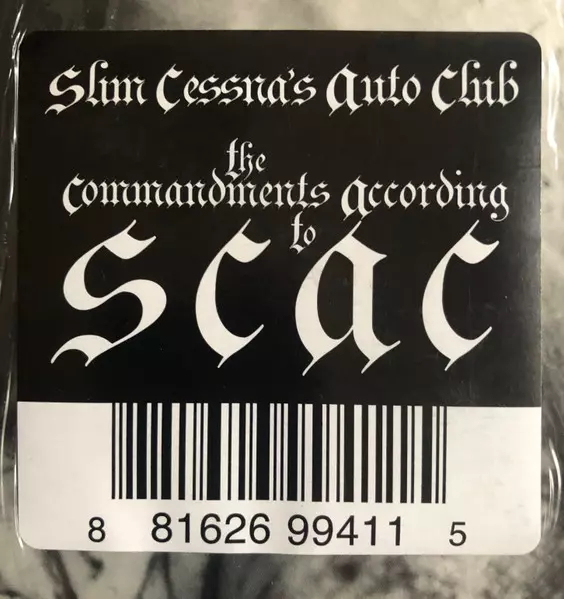 Slim Cessna's Auto Club
the
commandments according
to
SCAC
8 81626 99411 5